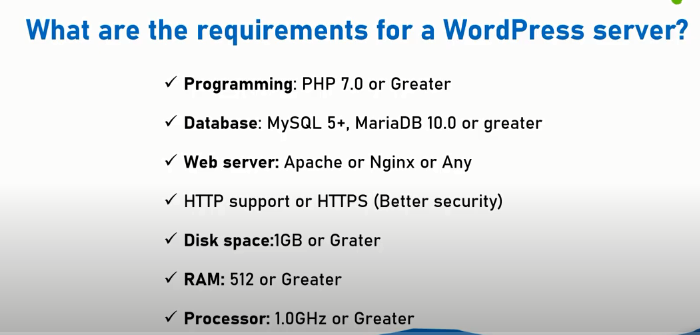 What are the requirements for a WordPress server?
✓ Programming: PHP 7.0 or Greater
✓ Database: MySQL 5+, MariaDB 10.0 or greater
✓ Web server: Apache or Nginx or Any
✓ HTTP support or HTTPS (Better security)
✓ Disk space:1GB or Grater
✓ RAM: 512 or Greater
✓ Processor: 1.0GHz or Greater